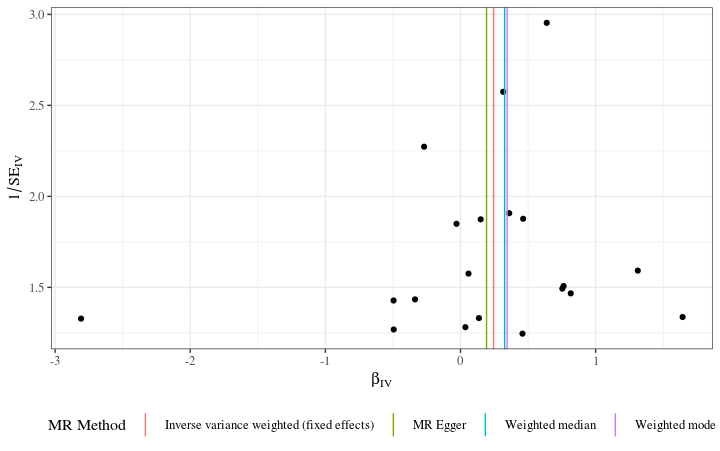 3.0
2.5
2.0
1.5
1/SE_IV
-3 -2 -1 0 1
β_IV
MR Method Inverse variance weighted (fixed effects) MR Egger Weighted median Weighted mode